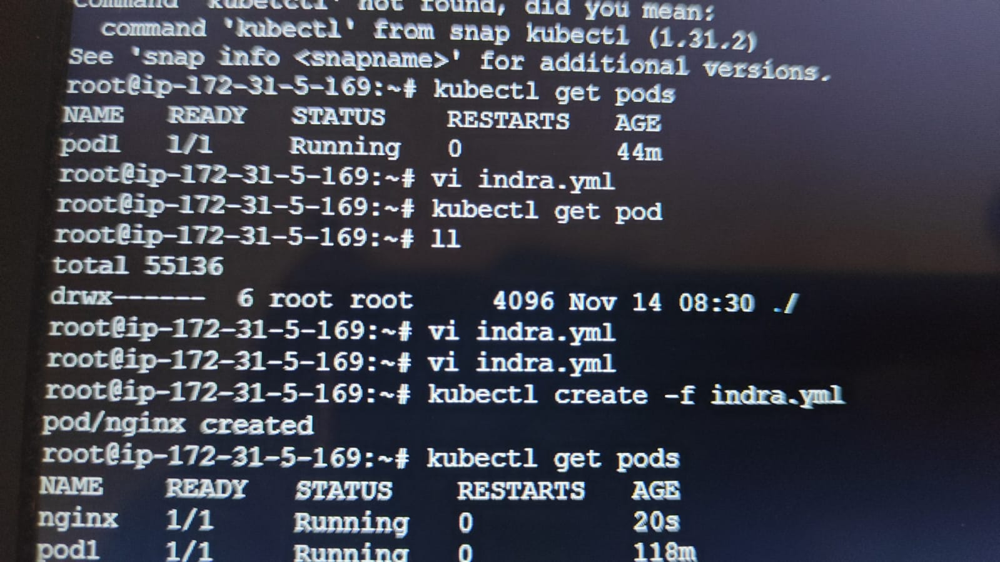 command 'kubecctl' not found, did you mean:
  command 'kubectl' from snap kubectl (1.31.2)
See 'snap info <snapname>' for additional versions.
root@ip-172-31-5-169:~# kubectl get pods
NAME   READY   STATUS    RESTARTS   AGE
pod1   1/1     Running   0          44m
root@ip-172-31-5-169:~# vi indra.yml
root@ip-172-31-5-169:~# kubectl get pod
root@ip-172-31-5-169:~# ll
total 55136
drwx------  6 root root     4096 Nov 14 08:30 ./
root@ip-172-31-5-169:~# vi indra.yml
root@ip-172-31-5-169:~# vi indra.yml
root@ip-172-31-5-169:~# kubectl create -f indra.yml
pod/nginx created
root@ip-172-31-5-169:~# kubectl get pods
NAME    READY   STATUS    RESTARTS   AGE
nginx   1/1     Running   0          20s
pod1    1/1     Running   0          118m